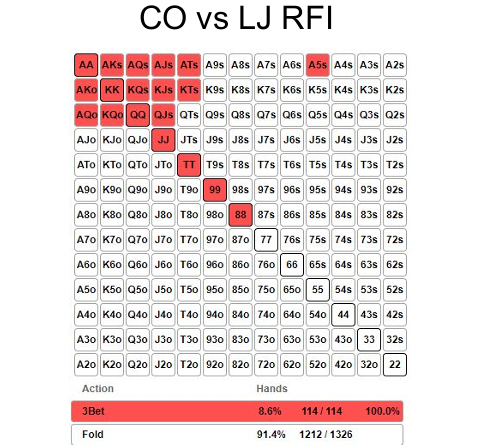 CO vs LJ RFI
AA AKs AQs AJs ATs A9s A8s A7s A6s A5s A4s A3s A2s
AKo KK KQs KJs KTs K9s K8s K7s K6s K5s K4s K3s K2s
AQo KQo QQ QJs QTs Q9s Q8s Q7s Q6s Q5s Q4s Q3s Q2s
AJo KJo QJo JJ JTs J9s J8s J7s J6s J5s J4s J3s J2s
ATo KTo QTo JTo TT T9s T8s T7s T6s T5s T4s T3s T2s
A9o K9o Q9o J9o T9o 99 98s 97s 96s 95s 94s 93s 92s
A8o K8o Q8o J8o T8o 98o 88 87s 86s 85s 84s 83s 82s
A7o K7o Q7o J7o T7o 97o 87o 77 76s 75s 74s 73s 72s
A6o K6o Q6o J6o T6o 96o 86o 76o 66 65s 64s 63s 62s
A5o K5o Q5o J5o T5o 95o 85o 75o 65o 55 54s 53s 52s
A4o K4o Q4o J4o T4o 94o 84o 74o 64o 54o 44 43s 42s
A3o K3o Q3o J3o T3o 93o 83o 73o 63o 53o 43o 33 32s
A2o K2o Q2o J2o T2o 92o 82o 72o 62o 52o 42o 32o 22
Action Hands
3Bet 8.6% 114 / 114 100.0%
Fold 91.4% 1212 / 1326